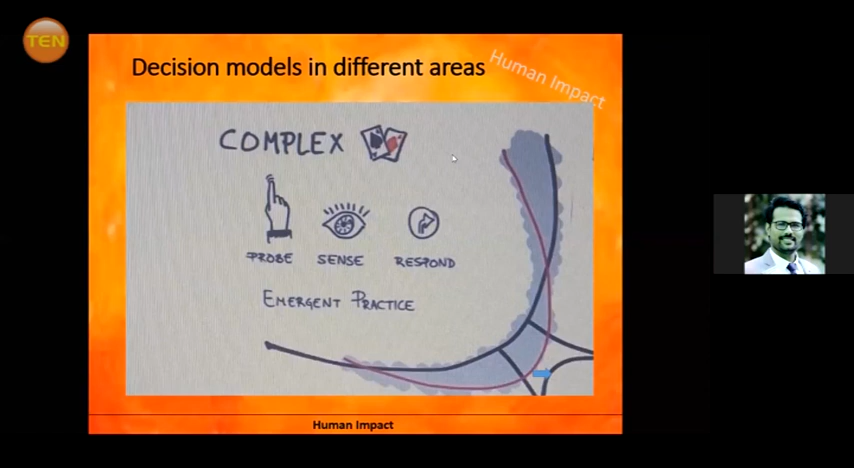 TEN
Decision models in different areas
Human Impact
COMPLEX
PROBE SENSE RESPOND
EMERGENT PRACTICE
Human Impact